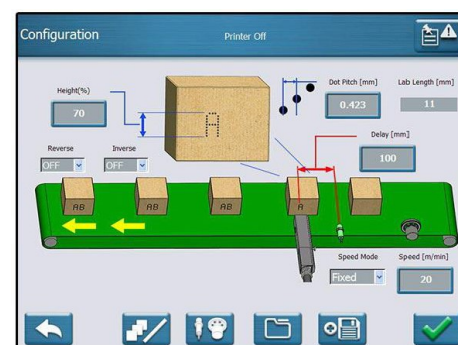 Configuration
Printer Off
Height(%)
70
Dot Pitch [mm]
0.423
Lab Length [mm]
11
Delay [mm]
100
Reverse
OFF
Inverse
OFF
A
AB
AB
AB
A
Speed Mode
Fixed
Speed [m/min]
20